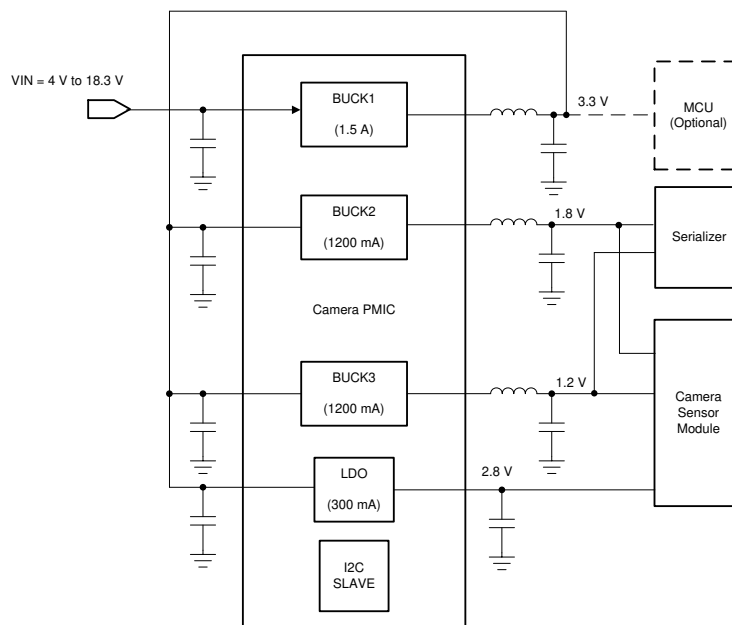 VIN = 4 V to 18.3 V
BUCK1
(1.5 A)
3.3 V
MCU
(Optional)
BUCK2
(1200 mA)
1.8 V
Serializer
Camera PMIC
BUCK3
(1200 mA)
1.2 V
Camera
Sensor
Module
LDO
(300 mA)
2.8 V
I2C
SLAVE